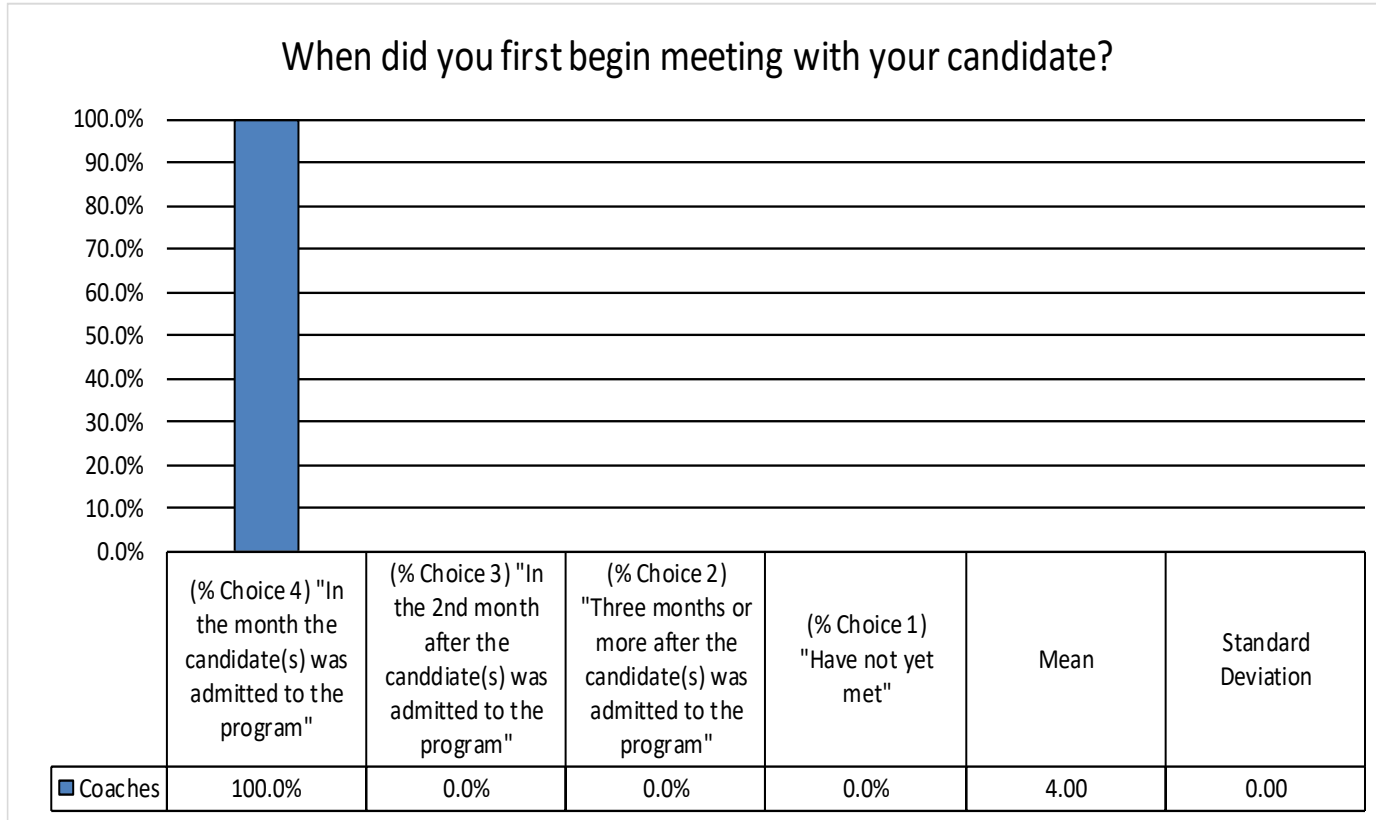 When did you first begin meeting with your candidate?
100.0%
90.0%
80.0%
70.0%
60.0%
50.0%
40.0%
30.0%
20.0%
10.0%
0.0%
(% Choice 4) "In
the month the
candidate(s) was
admitted to the
program"
(% Choice 3) "In
the 2nd month
after the
canddiate(s) was
admitted to the
program"
(% Choice 2)
"Three months or
more after the
candidate(s) was
admitted to the
program"
(% Choice 1)
"Have not yet
met"
Mean
Standard
Deviation
Coaches 100.0% 0.0% 0.0% 0.0% 4.00 0.00